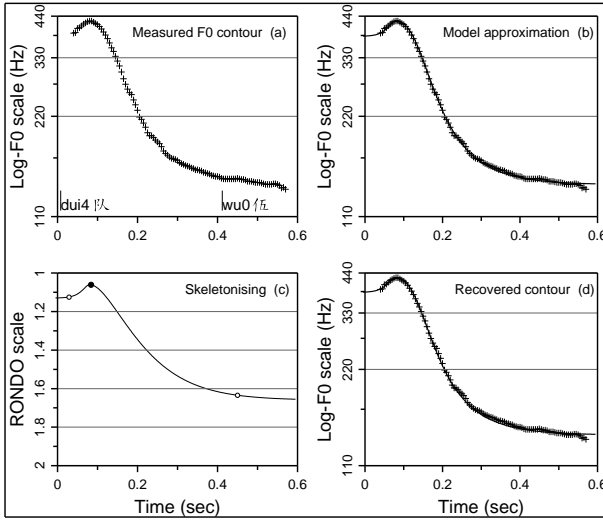 Measured F0 contour (a)
Log-F0 scale (Hz)
440
330
220
110
dui4 队
wu0 伍
0
0.2
0.4
0.6
Model approximation (b)
Log-F0 scale (Hz)
440
330
220
110
0
0.2
0.4
0.6
Skeletonising (c)
RONDO scale
1
1.2
1.4
1.6
1.8
2
0
0.2
0.4
0.6
Time (sec)
Recovered contour (d)
Log-F0 scale (Hz)
440
330
220
110
0
0.2
0.4
0.6
Time (sec)